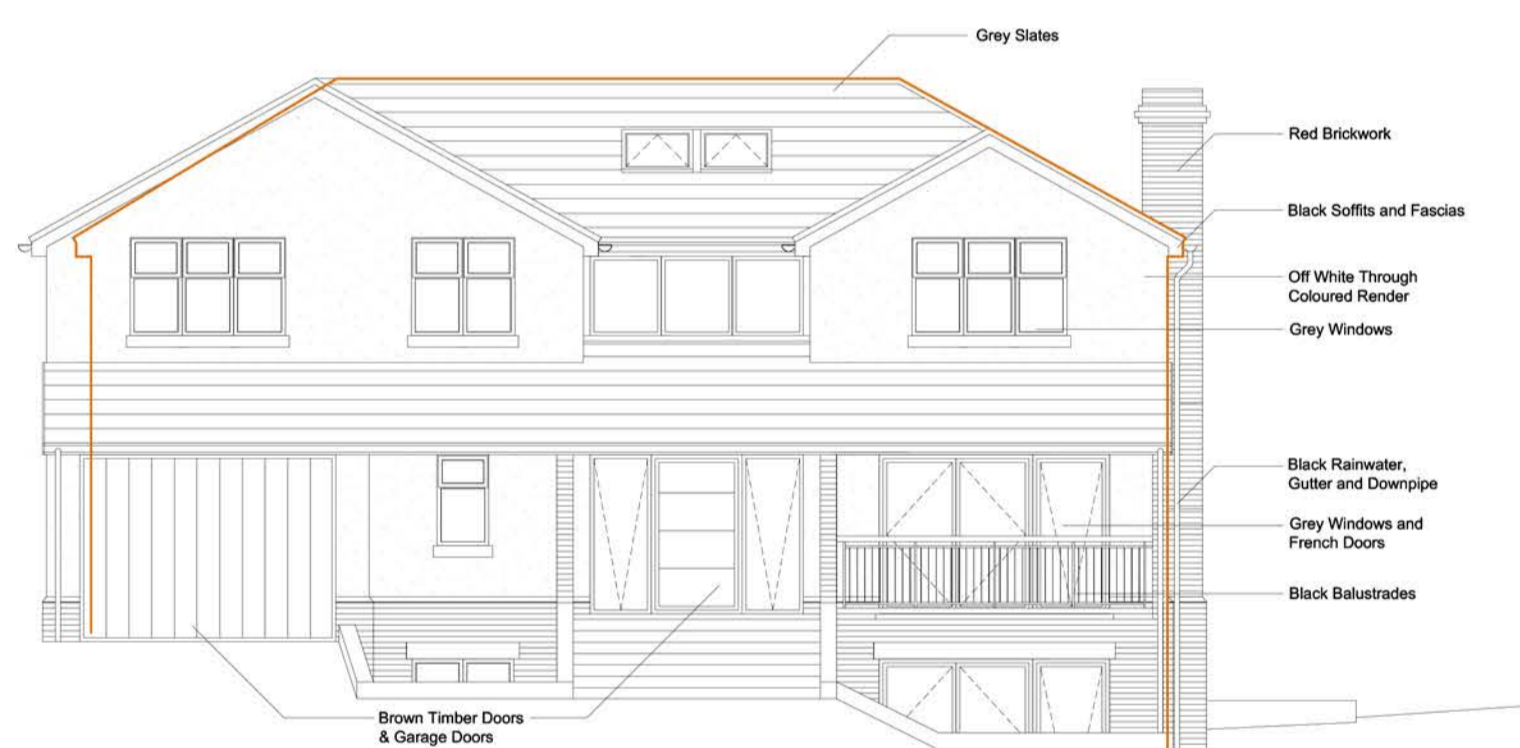 Grey Slates
Red Brickwork
Black Soffits and Fascias
Off White Through
Coloured Render
Grey Windows
Black Rainwater,
Gutter and Downpipe
Grey Windows and
French Doors
Black Balustrades
Brown Timber Doors
& Garage Doors